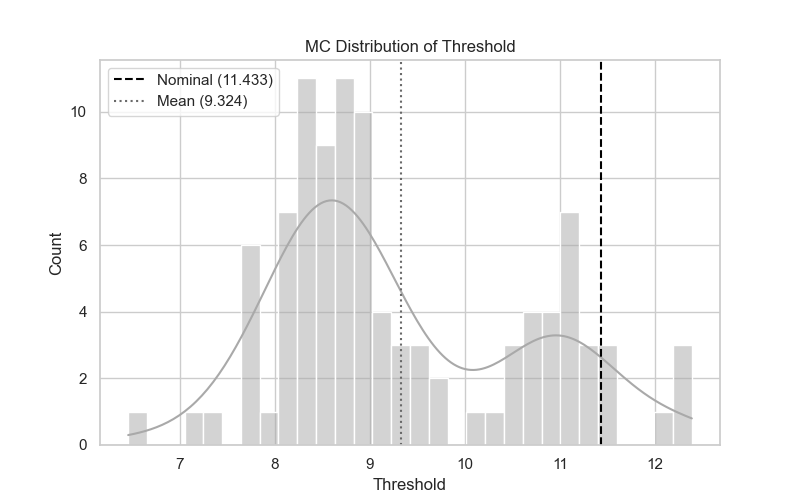 MC Distribution of Threshold
Nominal (11.433)
Mean (9.324)
10
8
6
4
2
0
Count
7 8 9 10 11 12
Threshold